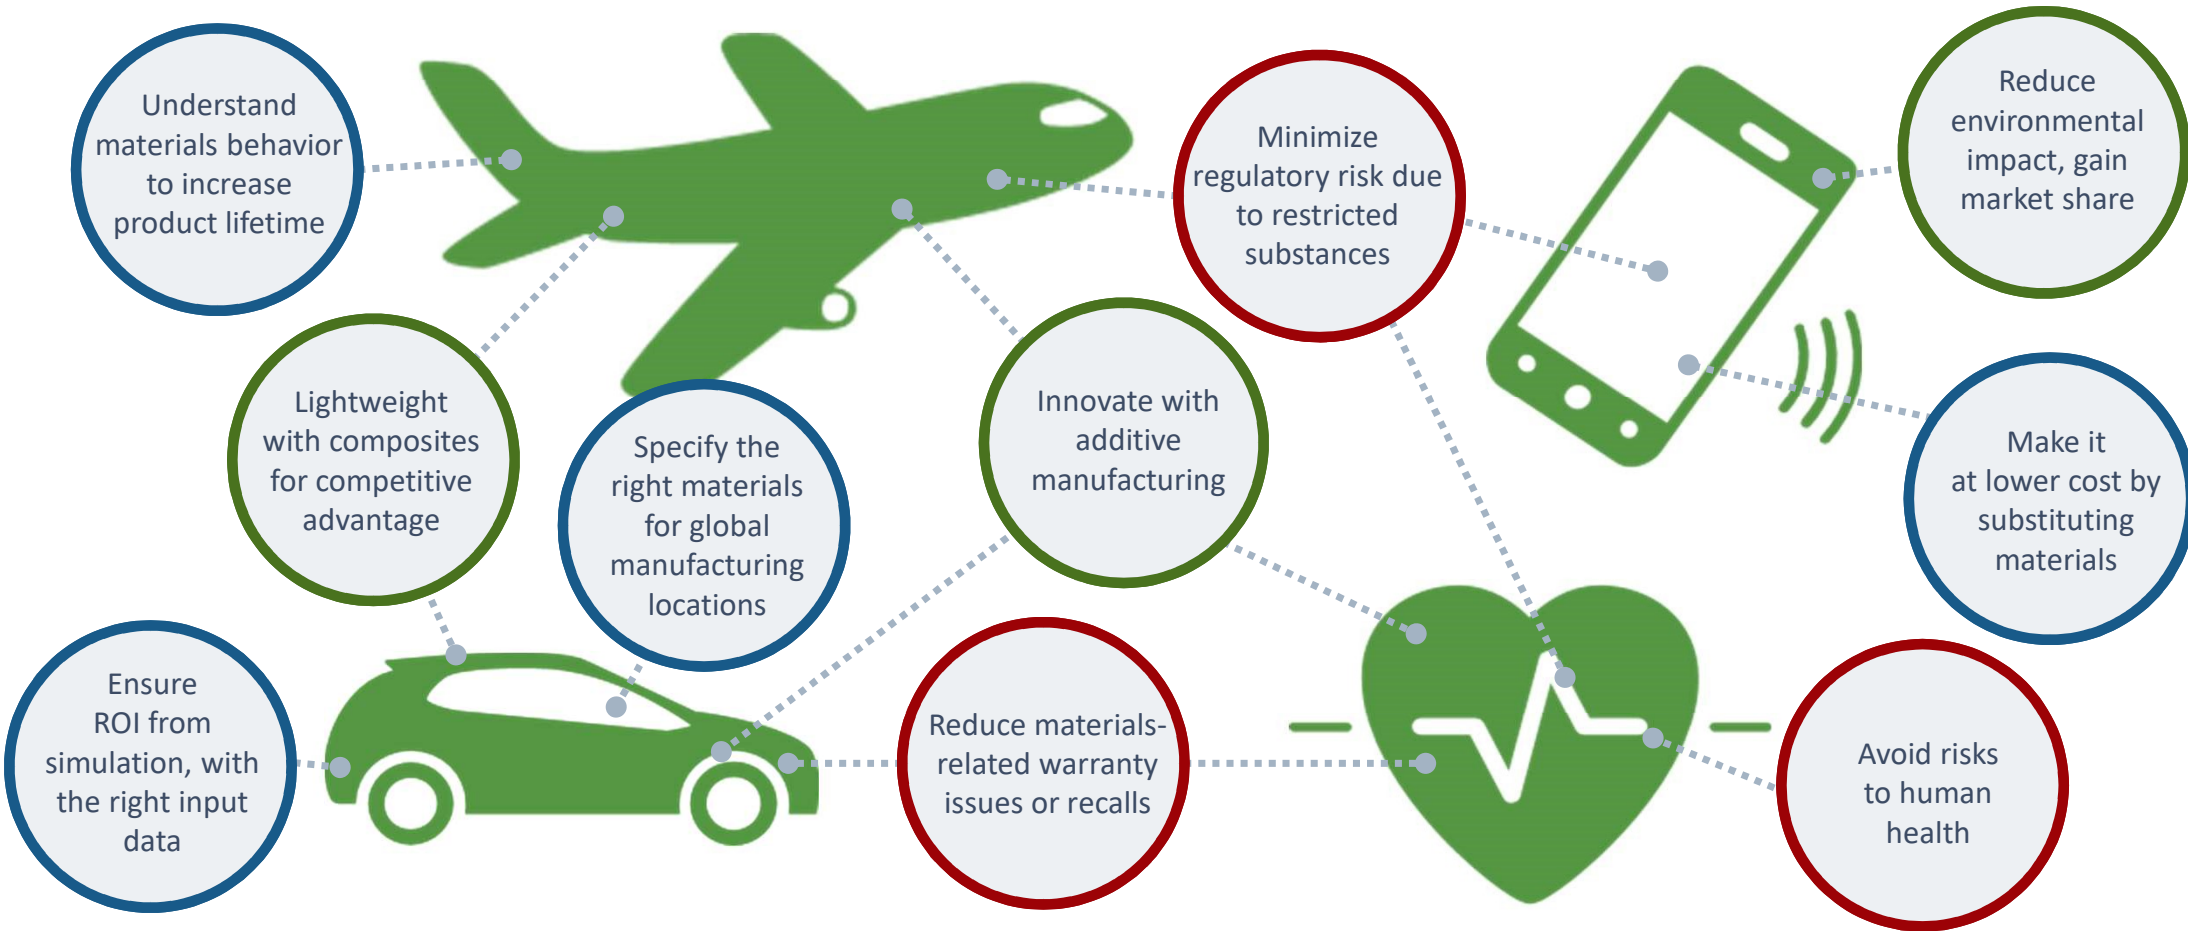 Understand
materials behavior
to increase
product lifetime
Minimize
regulatory risk due
to restricted
substances
Reduce
environmental
impact, gain
market share
Lightweight
with composites
for competitive
advantage
Specify the
right materials
for global
manufacturing
locations
Innovate with
additive
manufacturing
Make it
at lower cost by
substituting
materials
Ensure
ROI from
simulation, with
the right input
data
Reduce materials-
related warranty
issues or recalls
Avoid risks
to human
health